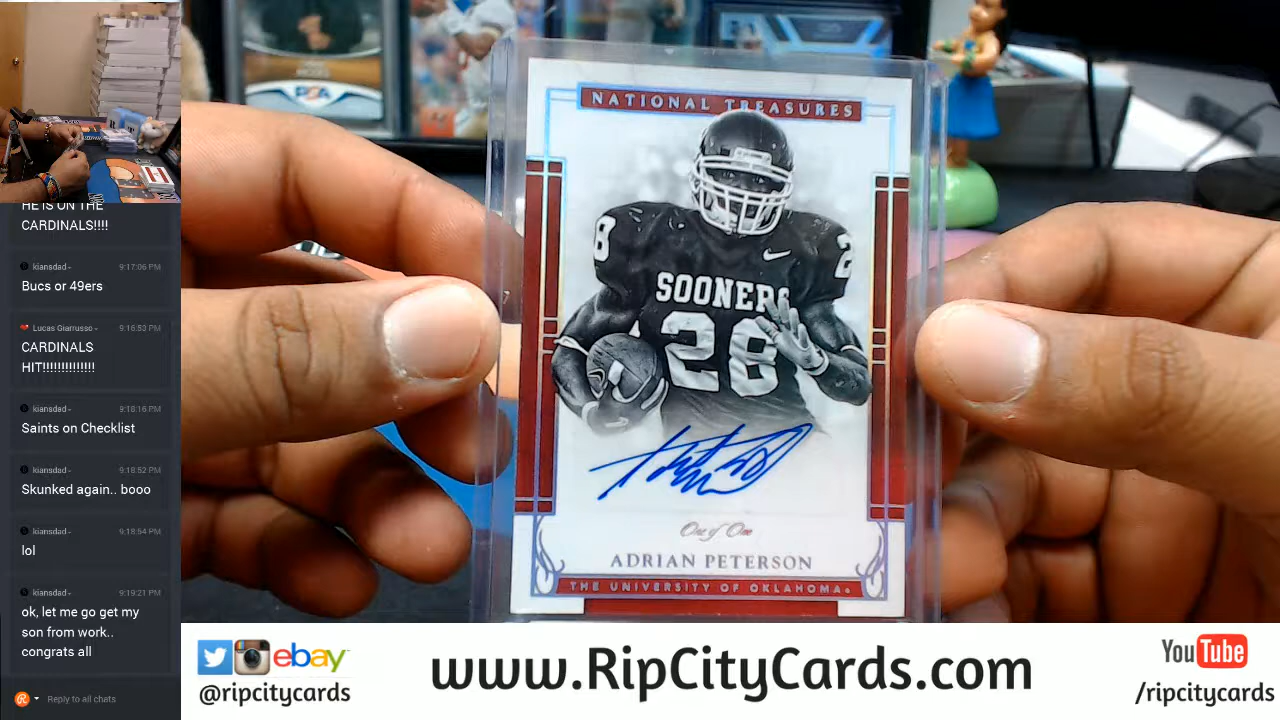 HE IS ON THE
CARDINALS!!!!
kiansdad - 9:17:06 PM
Bucs or 49ers
Lucas Giarrusso - 9:16:53 PM
CARDINALS
HIT!!!!!!!!!!!!!!
kiansdad - 9:18:16 PM
Saints on Checklist
kiansdad - 9:18:52 PM
Skunked again.. booo
kiansdad - 9:18:54 PM
lol
kiansdad - 9:19:21 PM
ok, let me go get my
son from work..
congrats all
Reply to all chats
PSA
NATIONAL TREASURES
8
2
SOONERS
28
One of One
ADRIAN PETERSON
THE UNIVERSITY OF OKLAHOMA
ebay
@ripcitycards
www.RipCityCards.com
YouTube
/ripcitycards